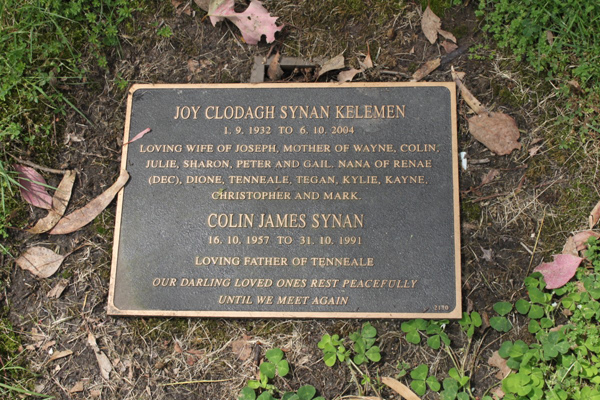 JOY CLODAGH SYNAN KELEMEN
1. 9. 1932 TO 6. 10. 2004
LOVING WIFE OF JOSEPH, MOTHER OF WAYNE, COLIN,
JULIE, SHARON, PETER AND GAIL. NANA OF RENAE
(DEC), DIONE, TENNEALE, TEGAN, KYLIE, KAYNE,
CHRISTOPHER AND MARK.
COLIN JAMES SYNAN
16. 10. 1957 TO 31. 10. 1991
LOVING FATHER OF TENNEALE
OUR DARLING LOVED ONES REST PEACEFULLY
UNTIL WE MEET AGAIN